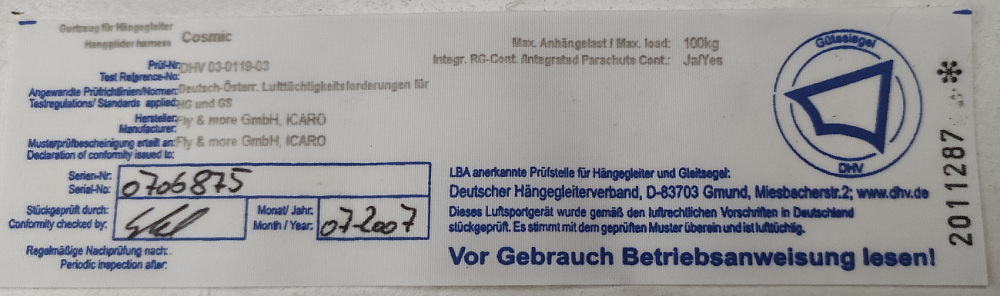 Gurtzeug für Hängegleiter
Hangglider harness Cosmic
Prüf-Nr: DHV 03-0119-03
Test Reference-No:
Angewandte Prüfrichtlinien/Normen: Deutsch-Österr. Lufttüchtigkeitsforderungen für
Testregulations/ Standards applied: HG und GS
Hersteller: Fly & more GmbH, ICARO
Manufacturer:
Musterprüfbescheinigung erteilt an: Fly & more GmbH, ICARO
Declaration of conformity issued to:
Serien-Nr:
Serial-No: 0706875
Stückgeprüft durch:
Conformity checked by:
Monat/ Jahr:
Month / Year: 07-2007
Regelmäßige Nachprüfung nach:
Periodic inspection after:
Max. Anhängelast / Max. load: 100kg
Integr. RG-Cont. /Integrated Parachute Cont.: Ja/Yes
Gütesiegel
DHV
LBA anerkannte Prüfstelle für Hängegleiter und Gleitsegel:
Deutscher Hängegleiterverband, D-83703 Gmund, Miesbacherstr.2; www.dhv.de
Dieses Luftsportgerät wurde gemäß den luftrechtlichen Vorschriften in Deutschland
stückgeprüft. Es stimmt mit dem geprüften Muster überein und ist lufttüchtig.
Vor Gebrauch Betriebsanweisung lesen!
2011287